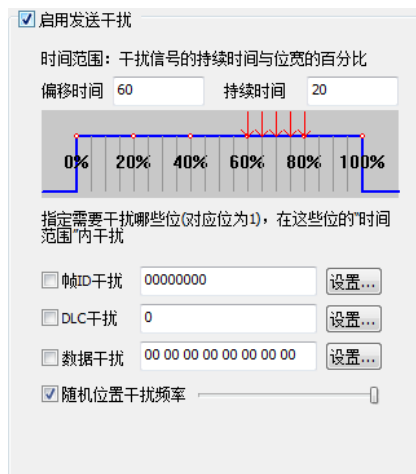 启用发送干扰
时间范围：干扰信号的持续时间与位宽的百分比
偏移时间 60 持续时间 20
0% 20% 40% 60% 80% 100%
指定需要干扰哪些位(对应位为1)，在这些位的"时间
范围"内干扰
帧ID干扰 00000000 设置...
DLC干扰 0 设置...
数据干扰 00 00 00 00 00 00 00 00 设置...
随机位置干扰频率